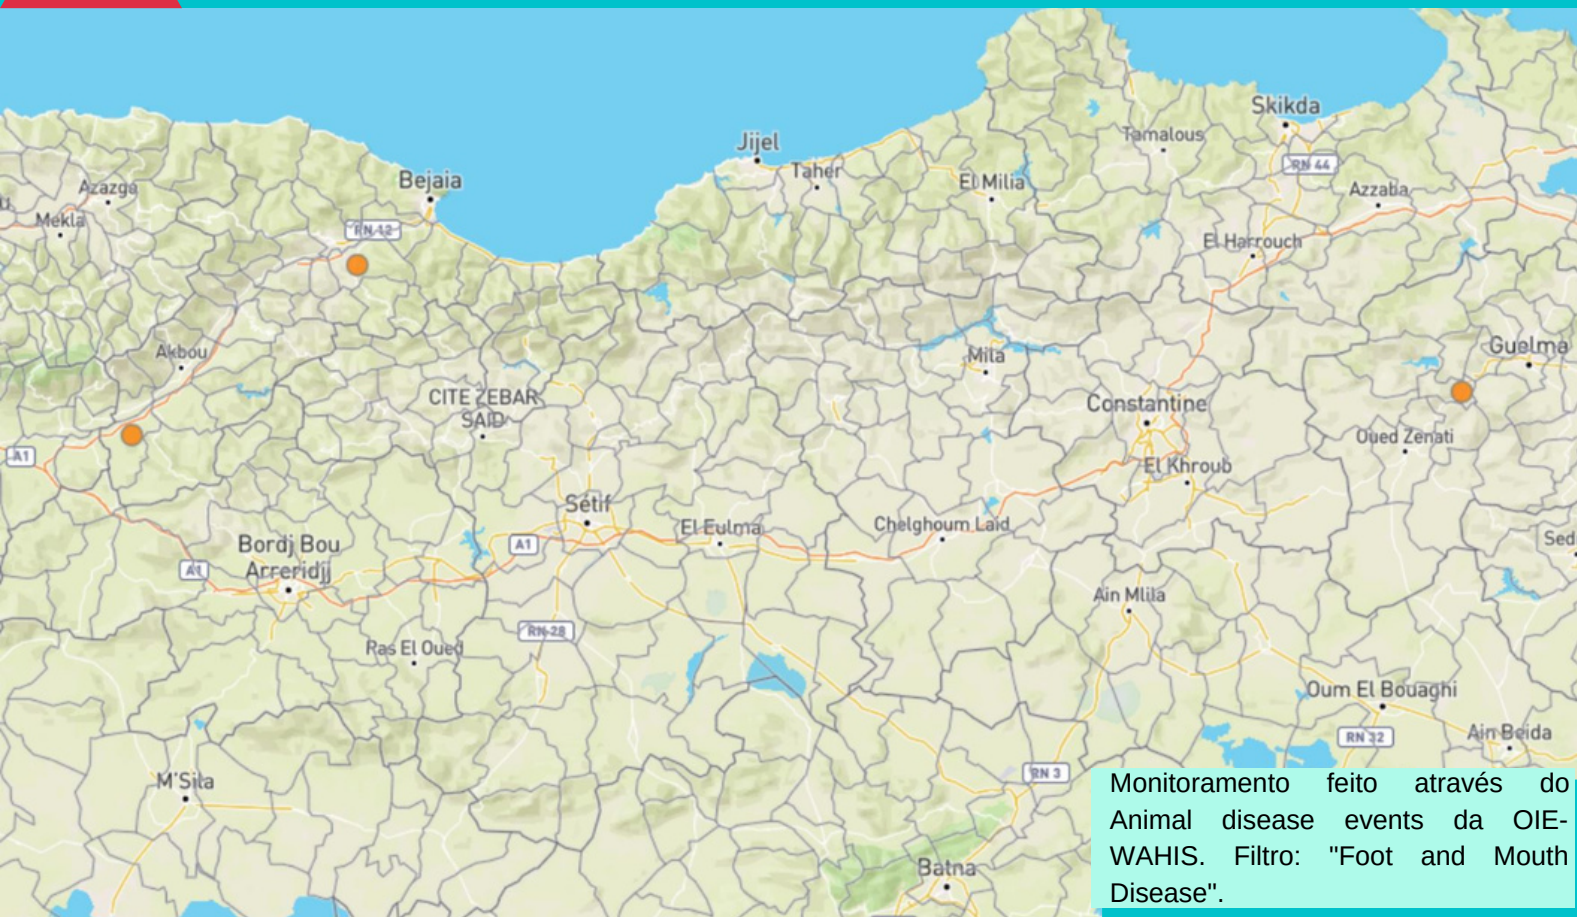 Skikda
Tamalous
Jijel
RN 44
Taher
Bejaia
El Milia
Azazga
Azzaba
Mekla
RN 12
El Harrouch
Guelma
Akbou
Mila
CITE ZEBAR
SAID
Constantine
Oued Zenati
A1
El Khroub
Sétif
El Eulma
Chelghoum Laid
Sed
Bordj Bou
Arreridjj
A1
A1
Ain Mlila
RN 28
Ras El Oued
Oum El Bouaghi
Ain Beida
RN 32
M'Sila
RN 3
Batna
Monitoramento feito através do
Animal disease events da OIE-
WAHIS. Filtro: "Foot and Mouth
Disease".